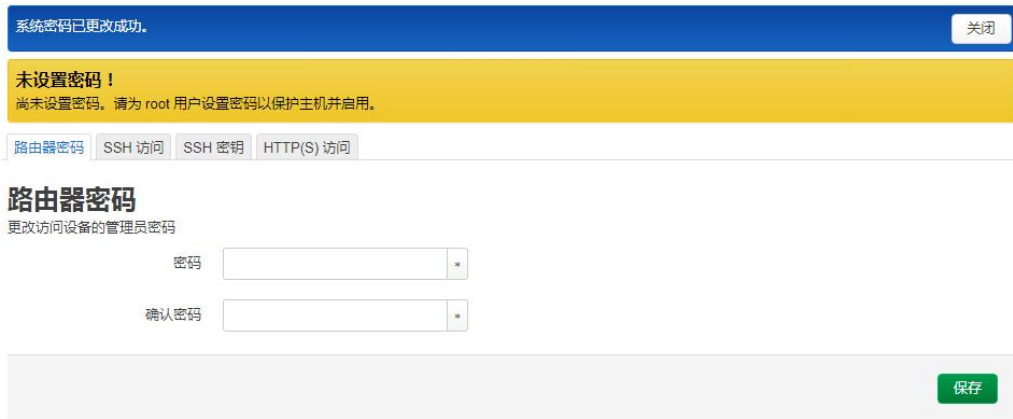 系统密码已更改成功。
关闭
未设置密码！
尚未设置密码。请为 root 用户设置密码以保护主机并启用。
路由器密码 SSH 访问 SSH 密钥 HTTP(S) 访问
路由器密码
更改访问设备的管理员密码
密码 *
确认密码 *
保存